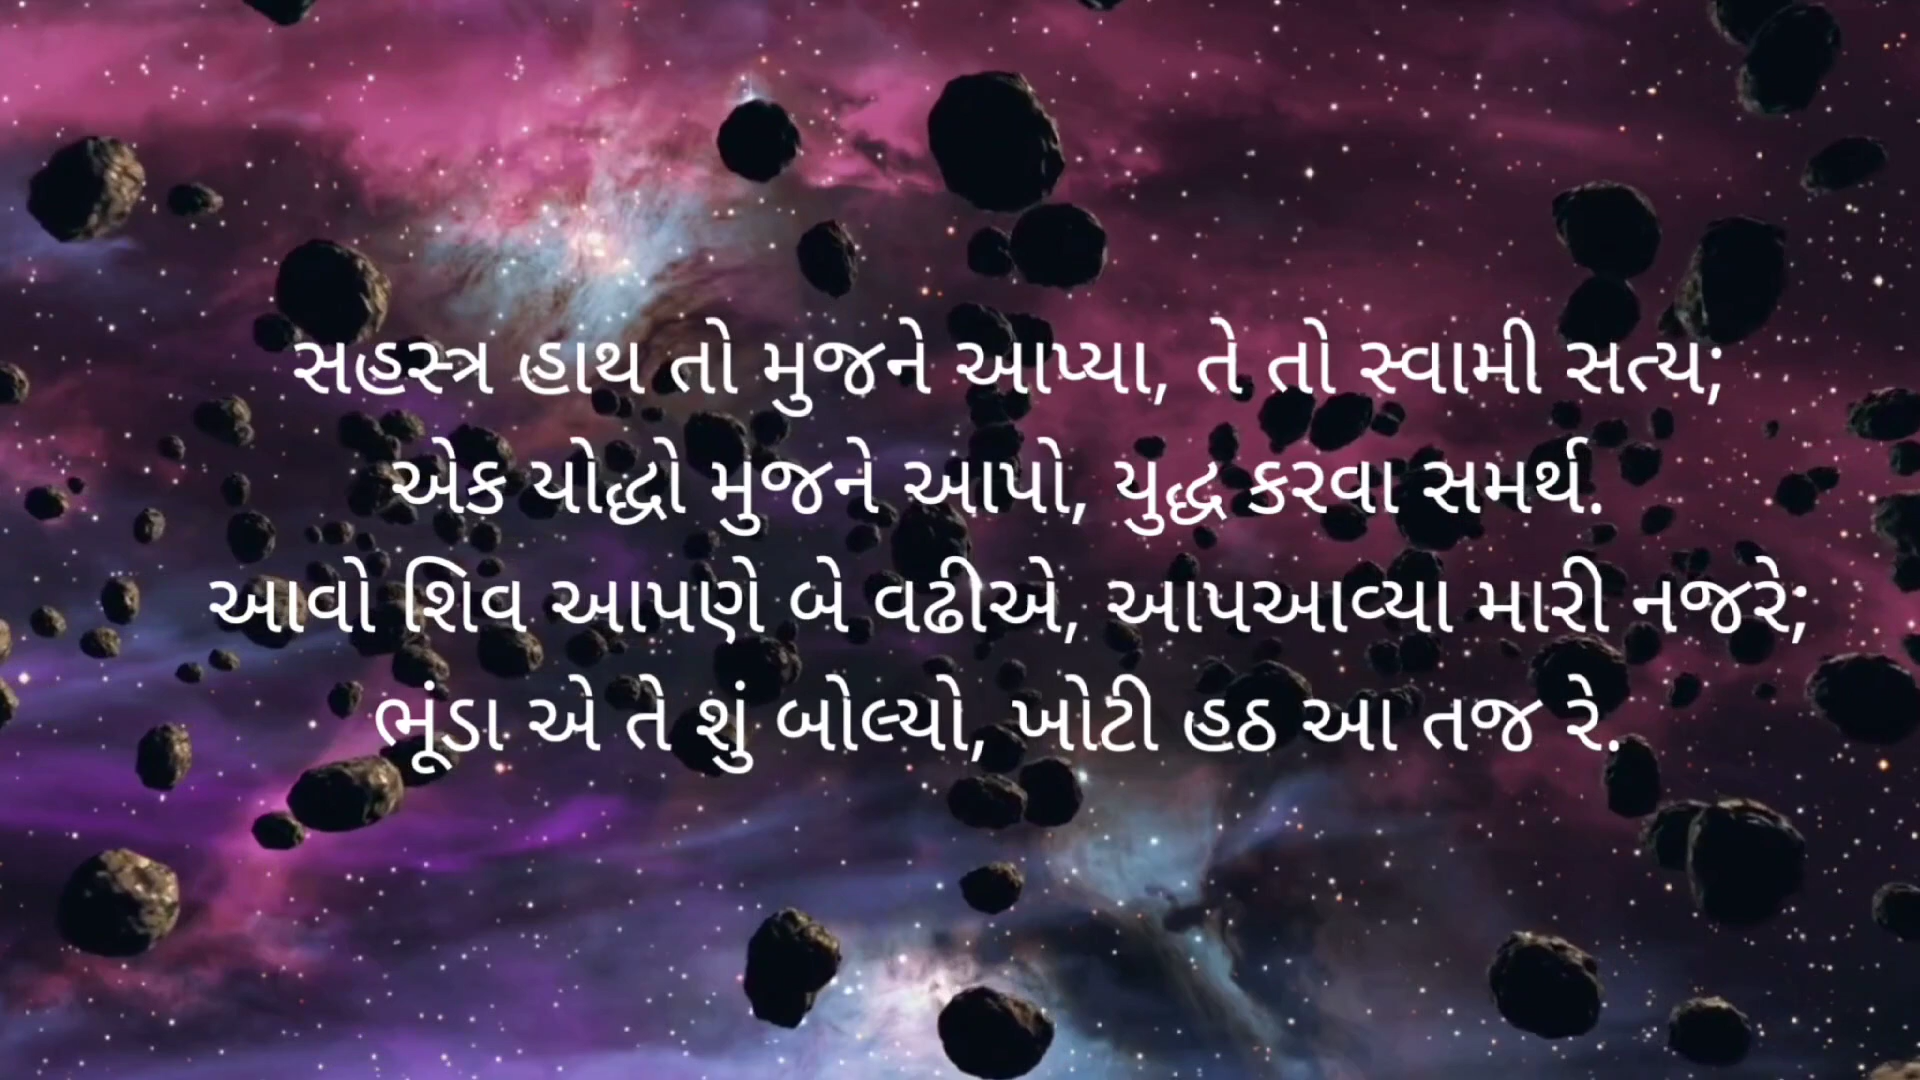 સહસ્ત્ર હાથ તો મુજને આપ્યા, તે તો સ્વામી સત્ય;
એક યોદ્ધો મુજને આપો, યુદ્ધ કરવા સમર્થ.
આવો શિવ આપણે બે વઢીએ, આપઆવ્યા મારી નજરે;
ભૂંડા એ તે શું બોલ્યો, ખોટી હઠ આ તજ રે.